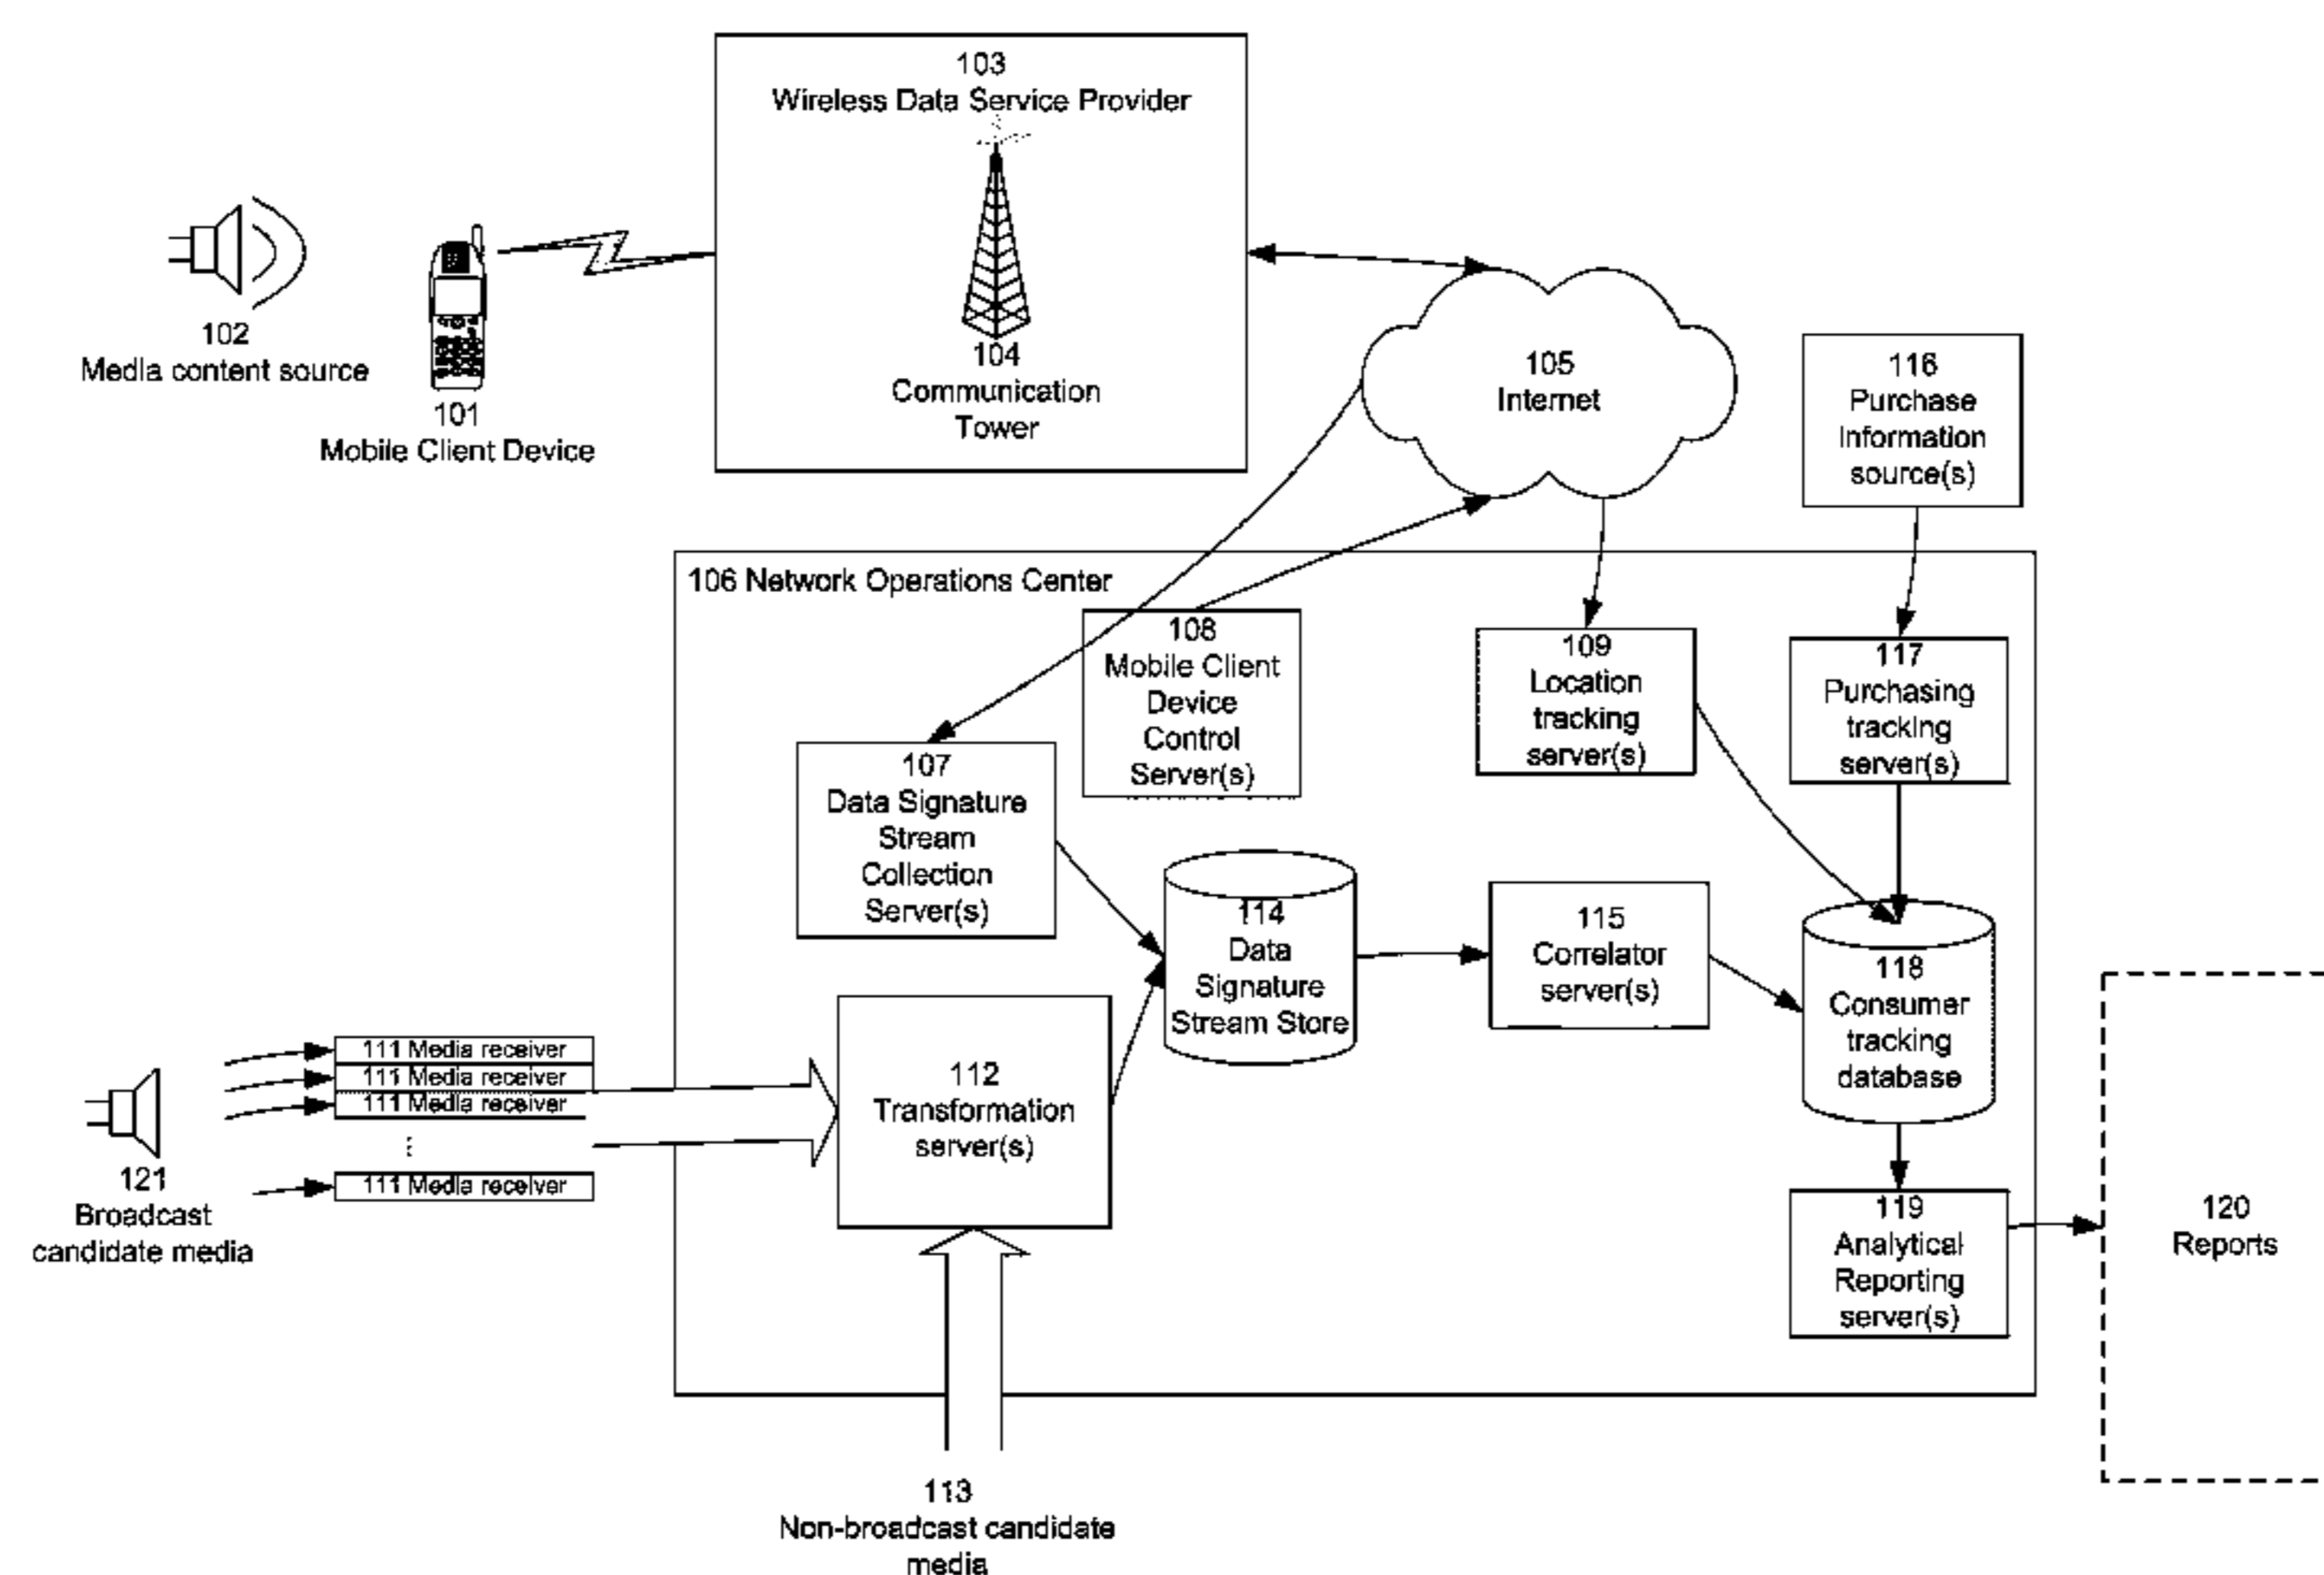 103
Wireless Data Service Provider
104
Communication
Tower
102
Media content source
101
Mobile Client Device
105
Internet
116
Purchase
Information
source(s)
106 Network Operations Center
108
Mobile Client
Device
Control
Server(s)
109
Location
tracking
server(s)
117
Purchasing
tracking
server(s)
107
Data Signature
Stream
Collection
Server(s)
114
Data
Signature
Stream Store
115
Correlator
server(s)
118
Consumer
tracking
database
111 Media receiver
111 Media receiver
111 Media receiver
111 Media receiver
121
Broadcast
candidate media
112
Transformation
server(s)
119
Analytical
Reporting
server(s)
120
Reports
113
Non-broadcast candidate
media